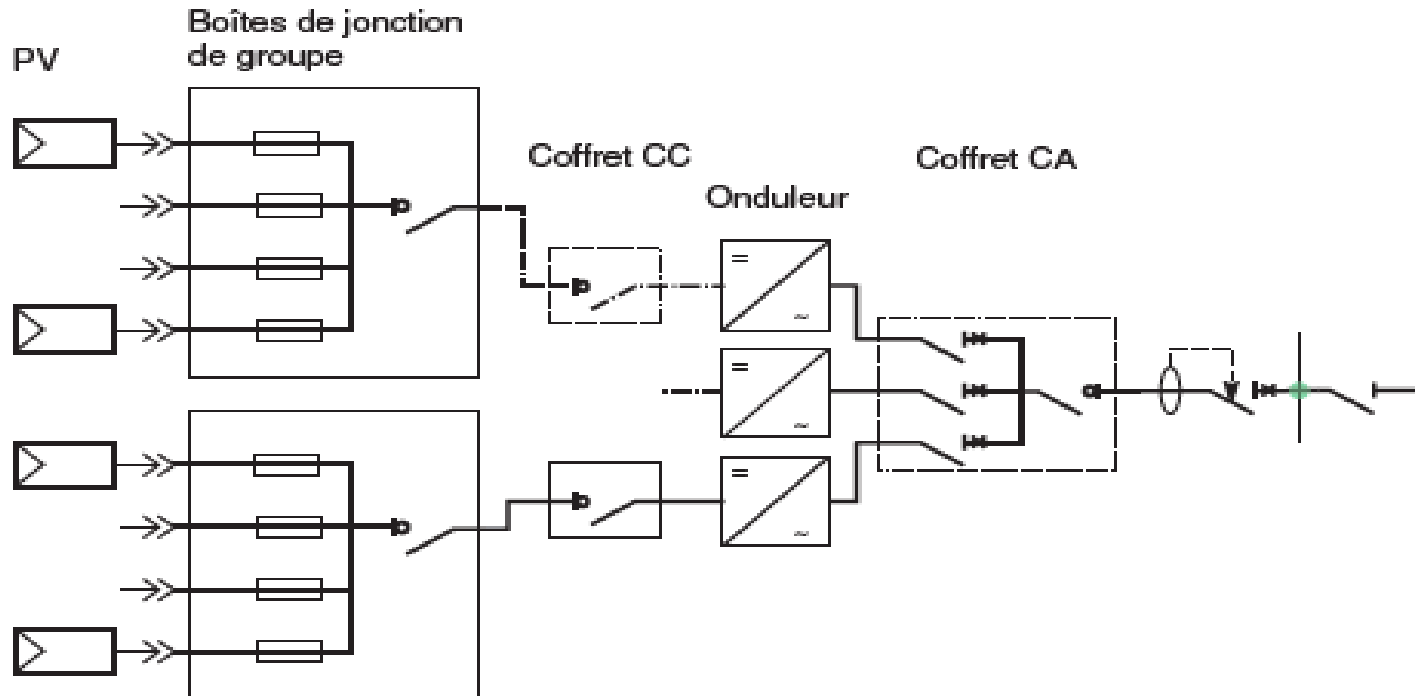 Boîtes de jonction
de groupe
PV
Coffret CC
Coffret CA
Onduleur
=
~
=
~
=
~